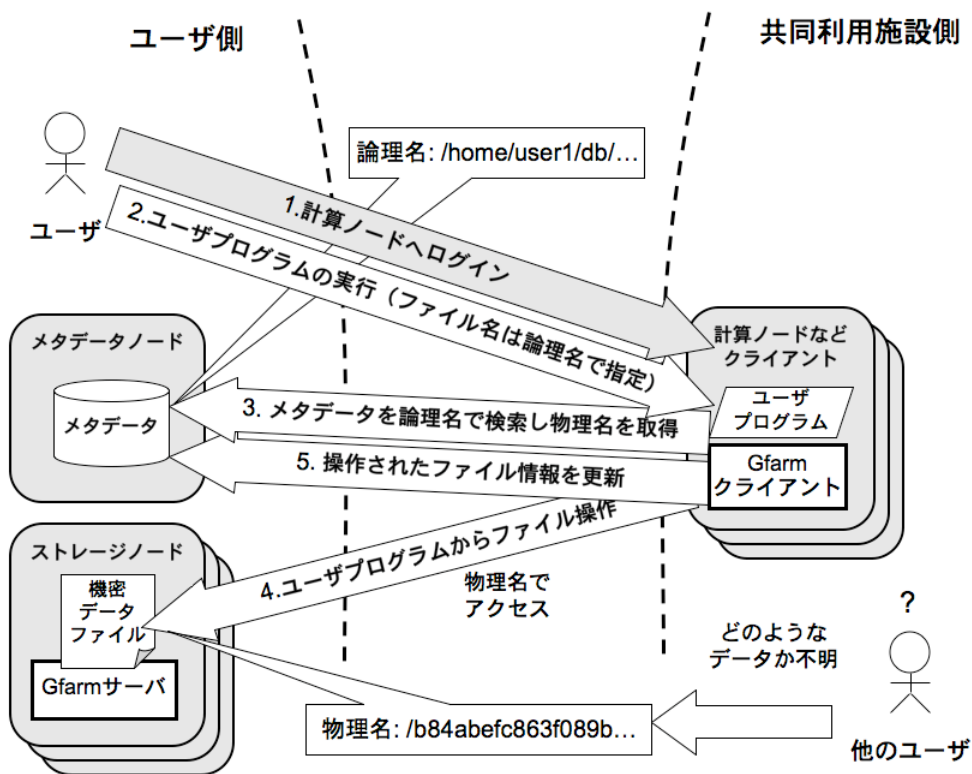 ユーザ側
共同利用施設側
論理名: /home/user1/db/…
ユーザ
1.計算ノードへログイン
2.ユーザプログラムの実行（ファイル名は論理名で指定）
メタデータノード
メタデータ
計算ノードなど
クライアント
ユーザ
プログラム
3. メタデータを論理名で検索し物理名を取得
Gfarm
クライアント
5. 操作されたファイル情報を更新
ストレージノード
機密
データ
ファイル
Gfarmサーバ
4.ユーザプログラムからファイル操作
物理名で
アクセス
?
どのような
データか不明
物理名: /b84abefc863f089b…
他のユーザ